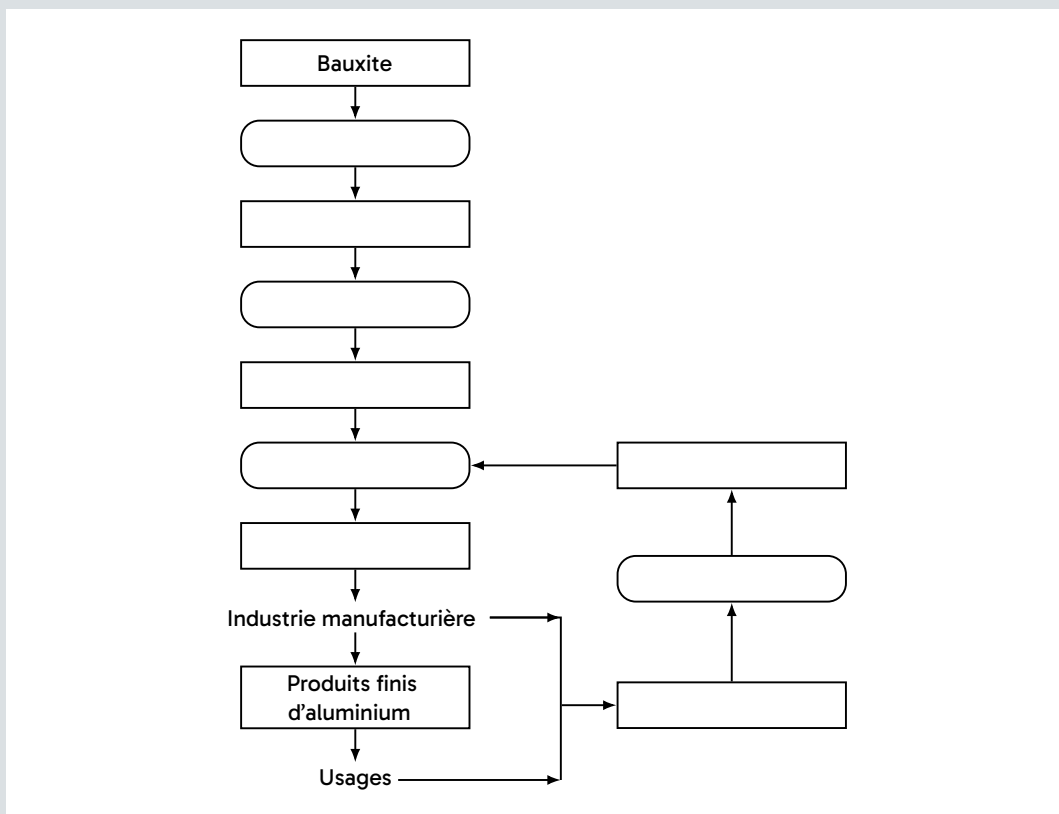 Bauxite
Industrie manufacturière
Produits finis
d’aluminium
Usages